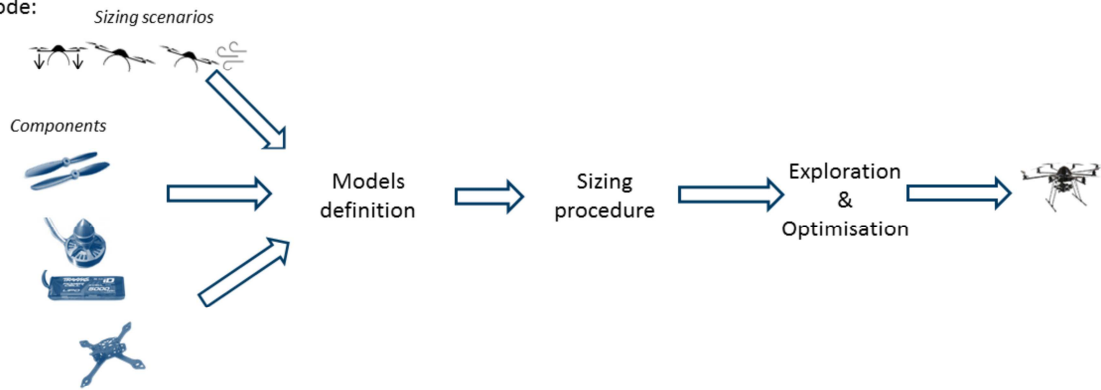 ode:
Sizing scenarios
Components
Models
definition
Sizing
procedure
Exploration
&
Optimisation